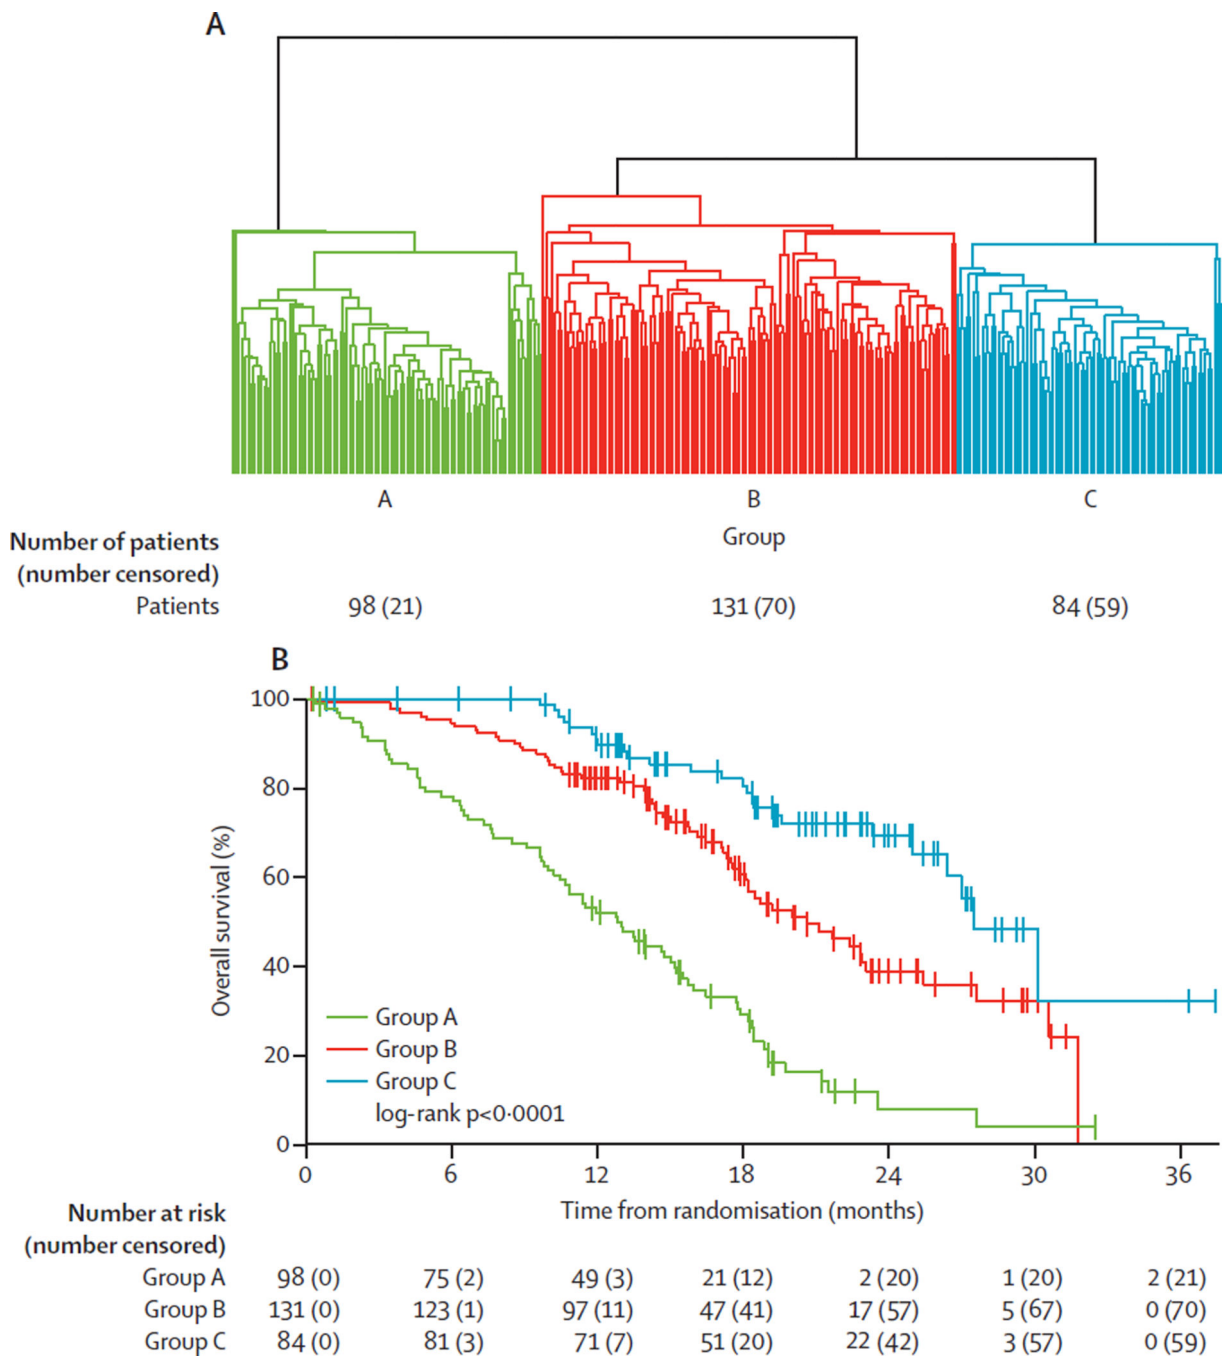 A
A B C
Group
Number of patients
(number censored)
Patients 98 (21) 131 (70) 84 (59)
B
100
80
60
40
20
0
Overall survival (%)
Group A
Group B
Group C
log-rank p<0·0001
0 6 12 18 24 30 36
Time from randomisation (months)
Number at risk
(number censored)
Group A 98 (0) 75 (2) 49 (3) 21 (12) 2 (20) 1 (20) 2 (21)
Group B 131 (0) 123 (1) 97 (11) 47 (41) 17 (57) 5 (67) 0 (70)
Group C 84 (0) 81 (3) 71 (7) 51 (20) 22 (42) 3 (57) 0 (59)